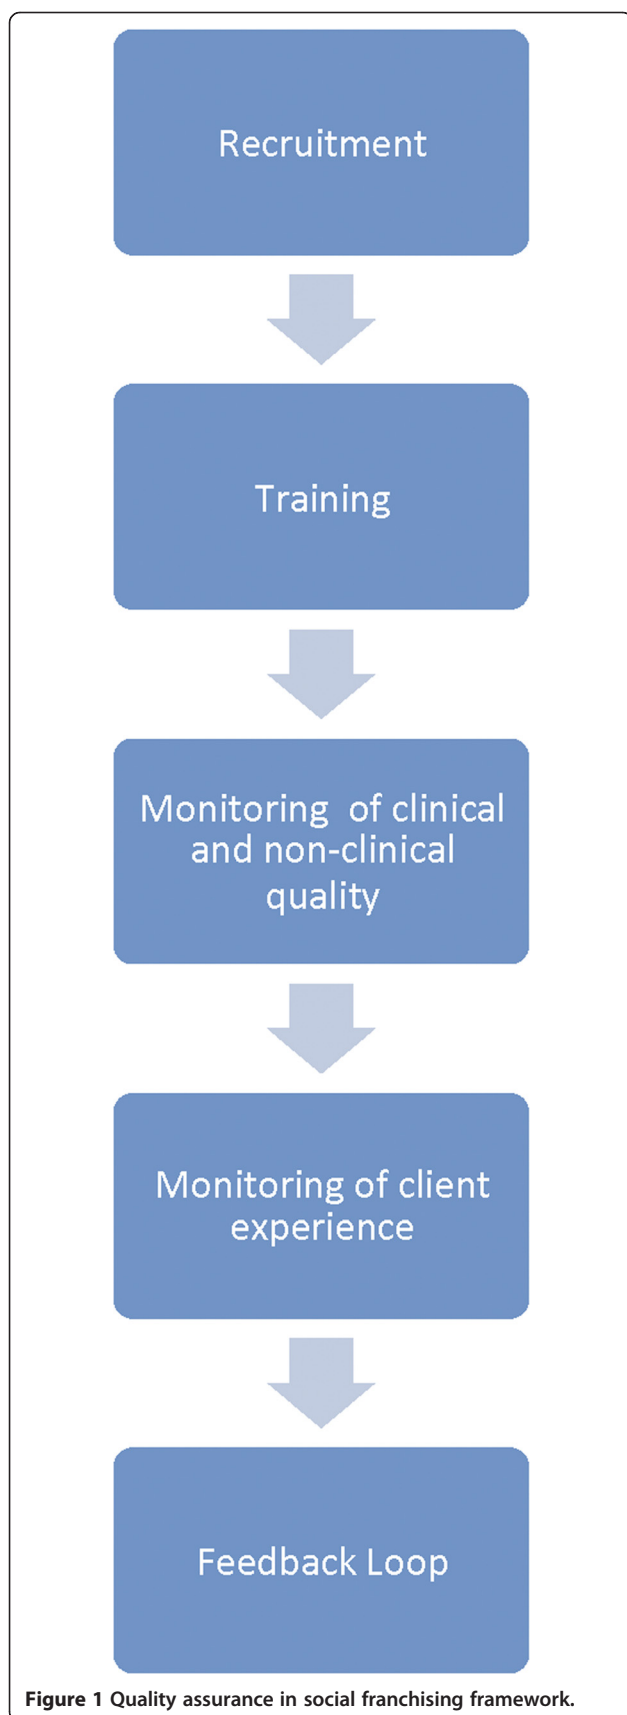 Recruitment
Training
Monitoring of clinical
and non-clinical
quality
Monitoring of client
experience
Feedback Loop
Figure 1 Quality assurance in social franchising framework.